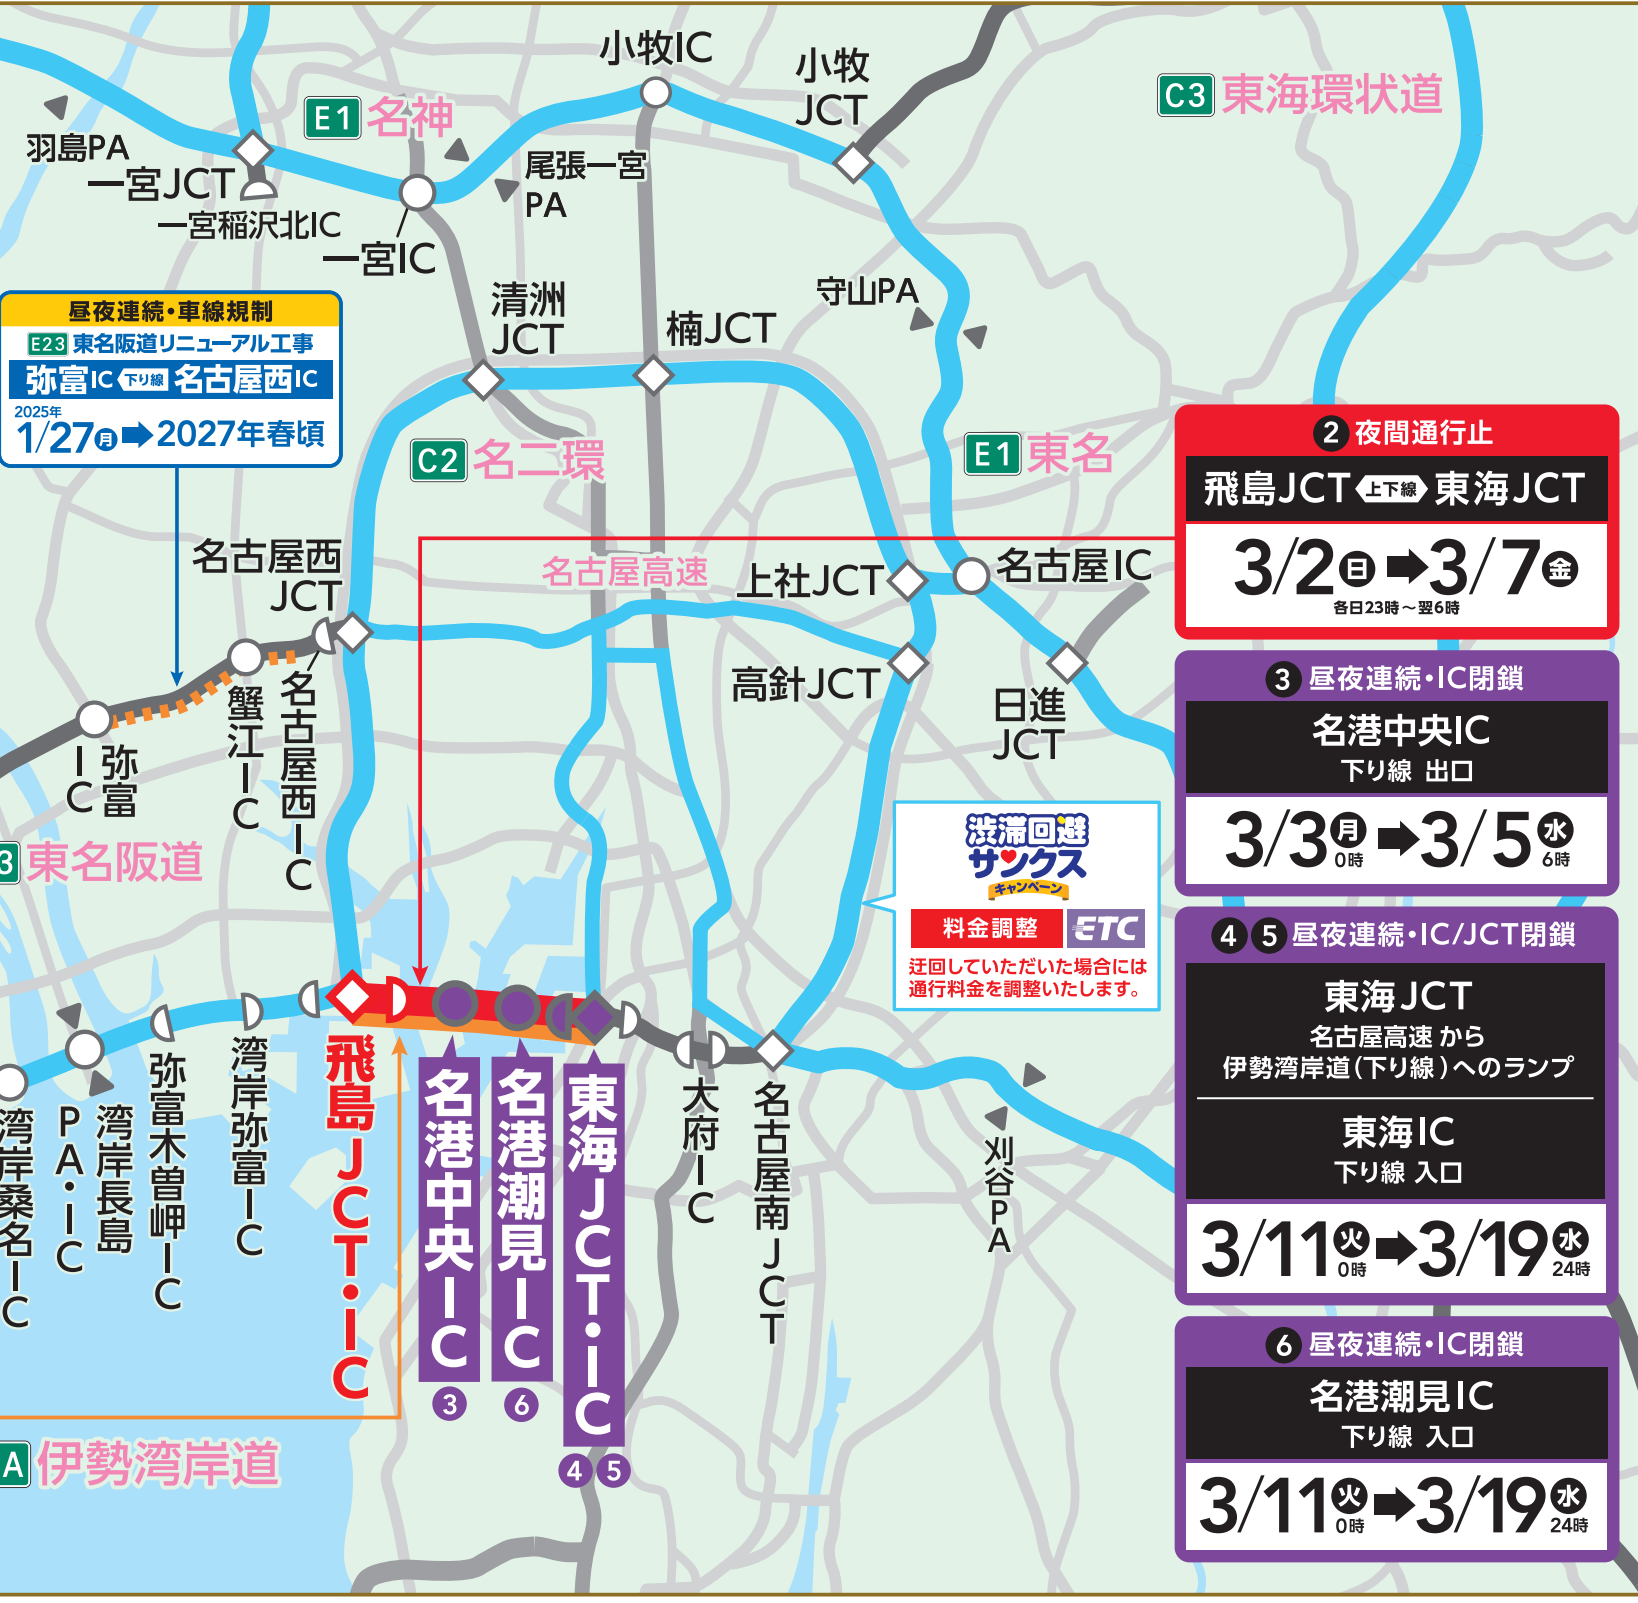 小牧IC
小牧
JCT
C3 東海環状道
E1 名神
羽島PA
一宮JCT
一宮稲沢北IC
一宮IC
尾張一宮
PA
守山PA
清洲
JCT
楠JCT
昼夜連続・車線規制
E23 東名阪道リニューアル工事
弥富IC 下り線 名古屋西IC
2025年
1/27月➡2027年春頃
C2 名二環
E1 東名
名古屋西
JCT
名古屋高速
上社JCT
名古屋IC
高針JCT
日進
JCT
弥富IC
蟹江IC
名古屋西IC
3 東名阪道
渋滞回避
サンクス
キャンペーン
料金調整 ETC
迂回していただいた場合には
通行料金を調整いたします。
湾岸桑名IC
湾岸長島PA・IC
弥富木曽岬IC
湾岸弥富IC
飛島JCT・IC
名港中央IC
3
名港潮見IC
6
東海JCT・IC
4 5
大府IC
名古屋南JCT
刈谷PA
A 伊勢湾岸道
2 夜間通行止
飛島JCT 上下線 東海JCT
3/2日➡3/7金
各日23時～翌6時
3 昼夜連続・IC閉鎖
名港中央IC
下り線 出口
3/3月0時➡3/5水6時
4 5 昼夜連続・IC/JCT閉鎖
東海JCT
名古屋高速 から
伊勢湾岸道(下り線)へのランプ
東海IC
下り線 入口
3/11火0時➡3/19水24時
6 昼夜連続・IC閉鎖
名港潮見IC
下り線 入口
3/11火0時➡3/19水24時